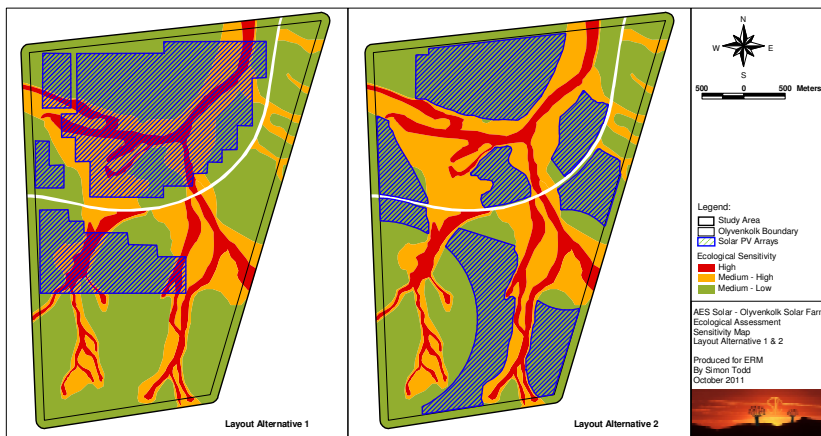 Layout Alternative 1
Layout Alternative 2
N
W E
S
500 0 500 Meters
Legend:
Study Area
Olyvenkolk Boundary
Solar PV Arrays
Ecological Sensitivity
High
Medium - High
Medium - Low
AES Solar - Olyvenkolk Solar Farm
Ecological Assessment
Sensitivity Map
Layout Alternative 1 & 2
Produced for ERM
By Simon Todd
October 2011